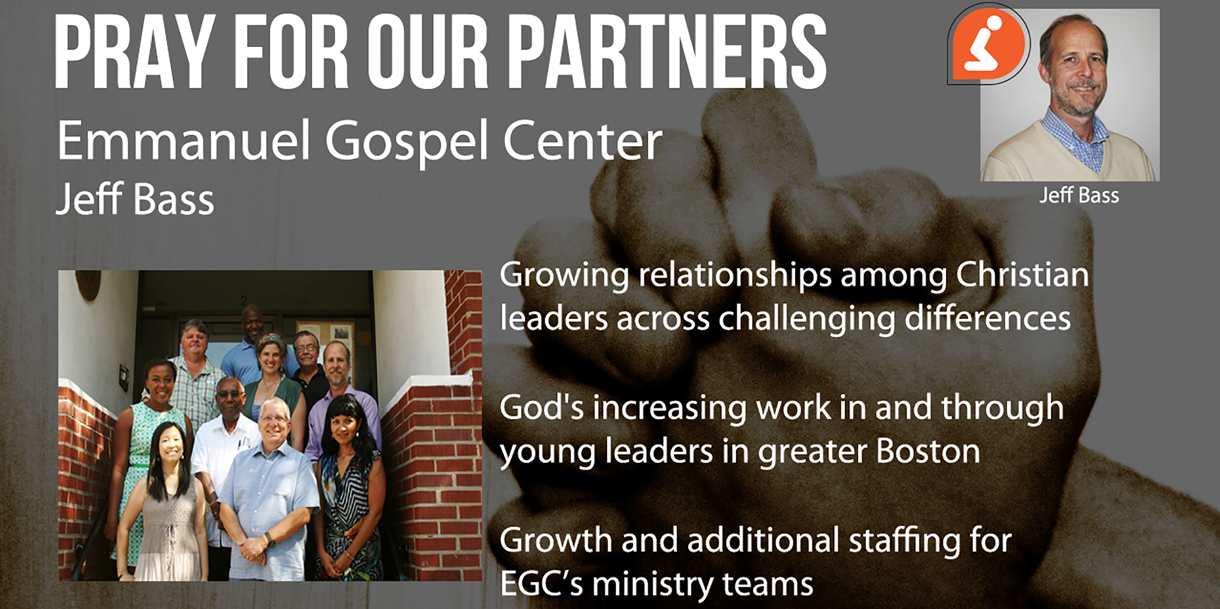 PRAY FOR OUR PARTNERS
Emmanuel Gospel Center
Jeff Bass
Jeff Bass
Growing relationships among Christian
leaders across challenging differences
God's increasing work in and through
young leaders in greater Boston
Growth and additional staffing for
EGC’s ministry teams
2